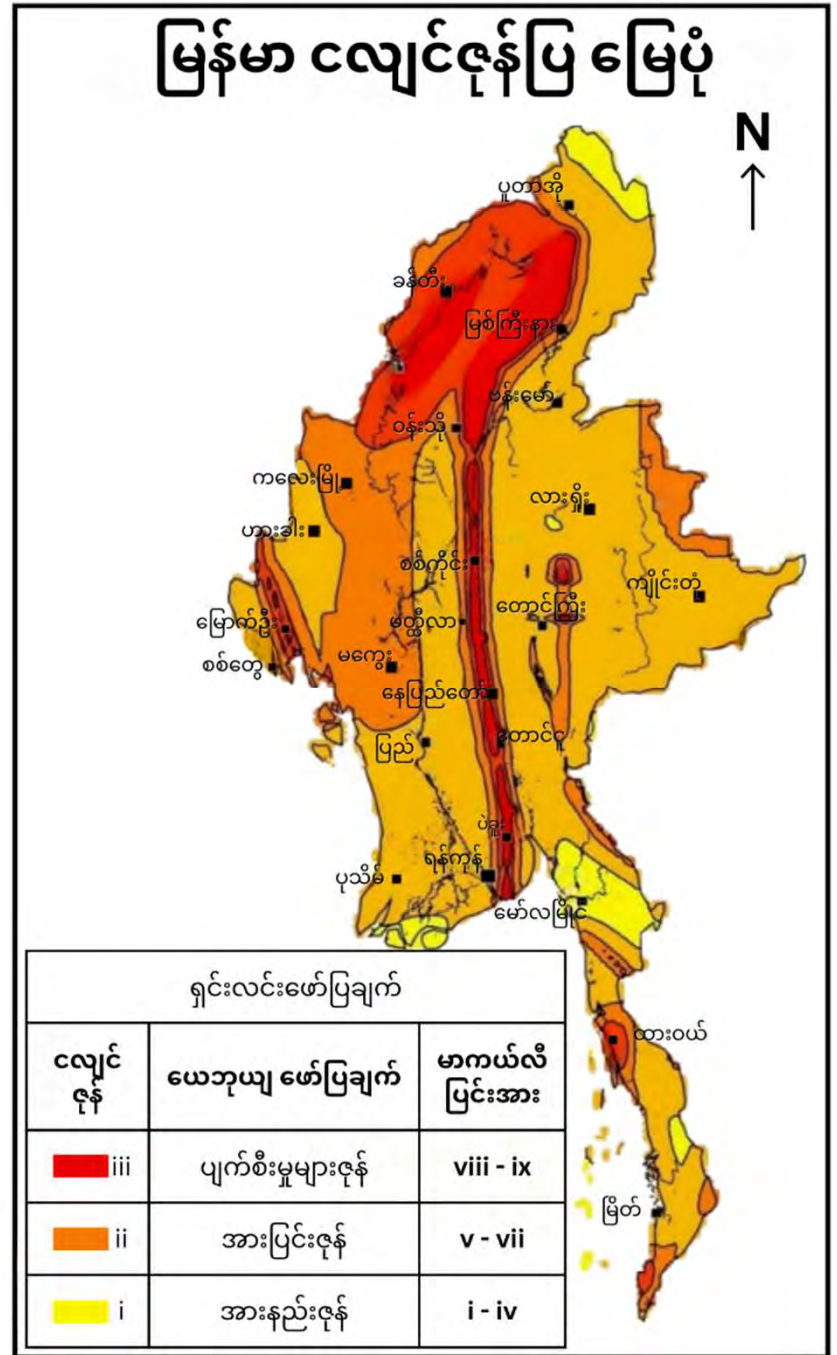 မြန်မာ ငလျင်ဇုန်ပြ မြေပုံ
N
ပူတာအို
ခန်တီး
မြစ်ကြီးနား
ဗန်းမော်
ဝန်းသို
ကလေးမြို့
လားရှိုး
ဟားခါး
စစ်ကိုင်း
ကျိုင်းတုံ
တောင်ကြီး
မြောက်ဦး
မတ္ထီလာ
စစ်တွေ
မကွေး
နေပြည်တော်
ပြည်
တောင်ငူ
ပဲခူး
ရန်ကုန်
ပုသိမ်
မော်လမြိုင်
ထားဝယ်
မြိတ်
ရှင်းလင်းဖော်ပြချက်
ငလျင် ဇုန်
ယေဘုယျ ဖော်ပြချက်
မာကယ်လီ ပြင်းအား
iii ပျက်စီးမှုများဇုန် viii - ix
ii အားပြင်းဇုန် v - vii
i အားနည်းဇုန် i - iv